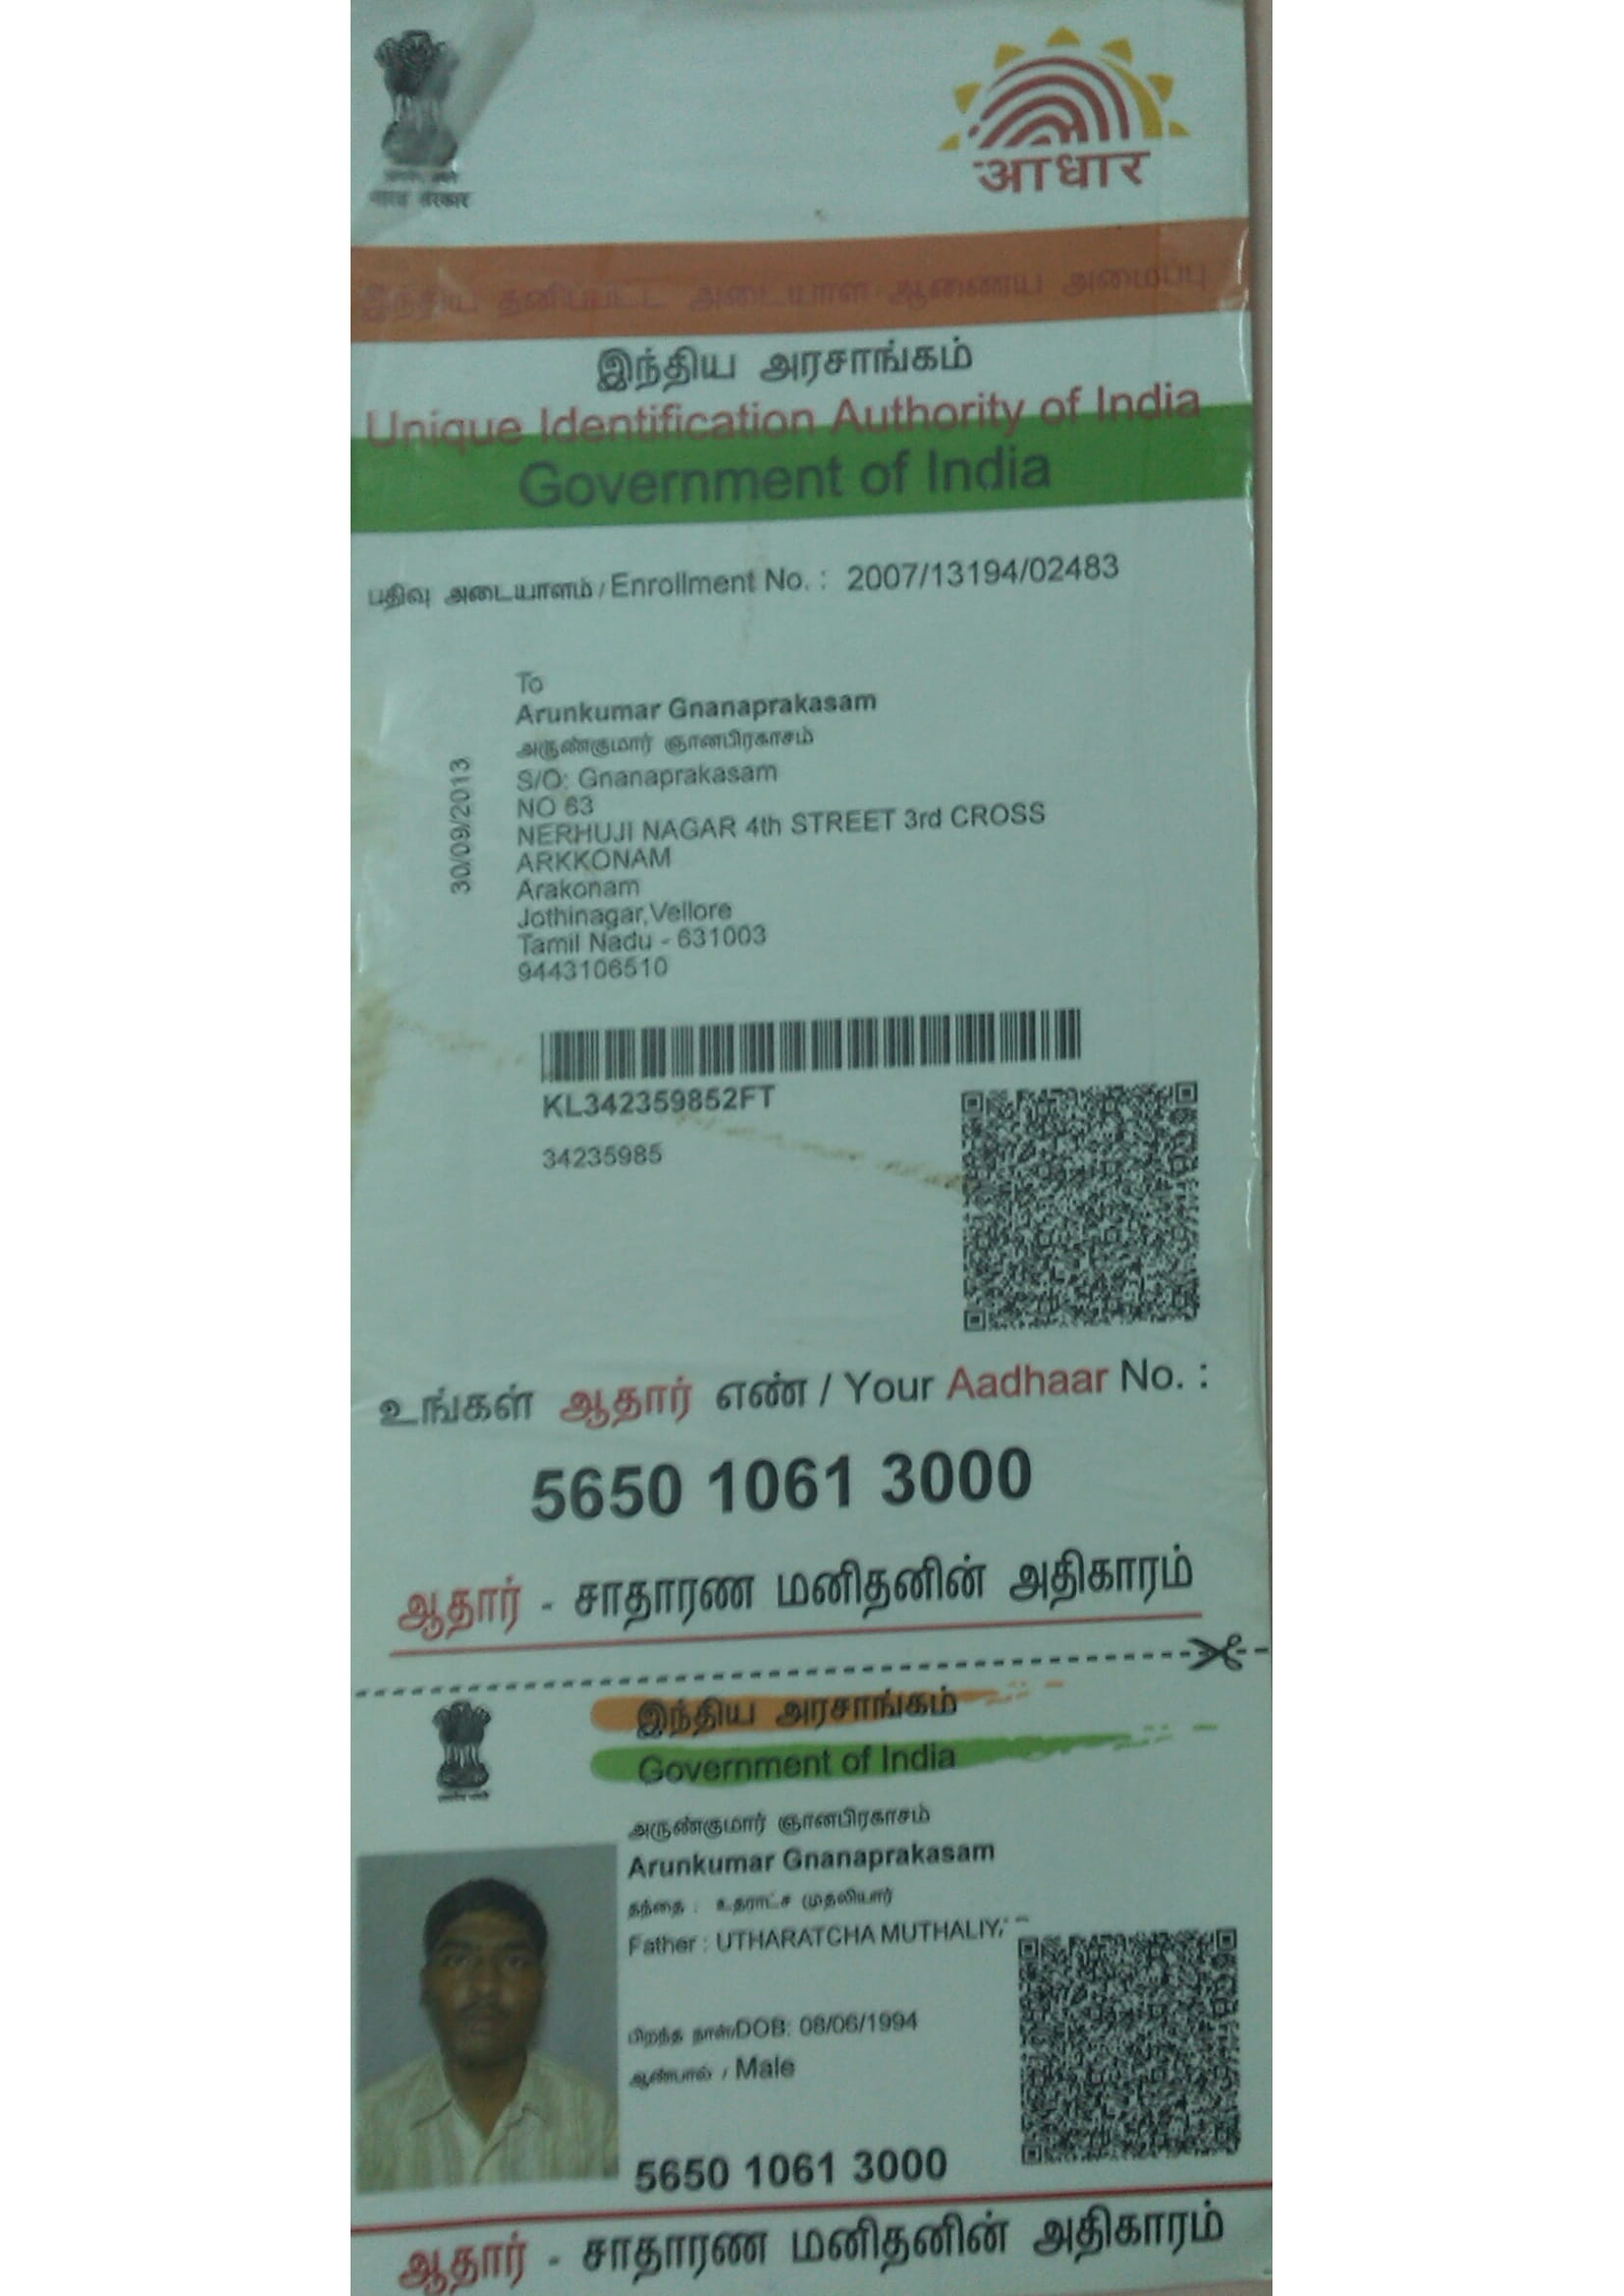 भारत सरकार
आधार
இந்திய தனிப்பட்ட அடையாள ஆணைய அமைப்பு
இந்திய அரசாங்கம்
Unique Identification Authority of India
Government of India
பதிவு அடையாளம் / Enrollment No. : 2007/13194/02483
30/09/2013
To
Arunkumar Gnanaprakasam
அருண்குமார் ஞானபிரகாசம்
S/O: Gnanaprakasam
NO 63
NERHUJI NAGAR 4th STREET 3rd CROSS
ARKKONAM
Arakonam
Jothinagar,Vellore
Tamil Nadu - 631003
9443106510
KL342359852FT
34235985
உங்கள் ஆதார் எண் / Your Aadhaar No. :
5650 1061 3000
ஆதார் - சாதாரண மனிதனின் அதிகாரம்
இந்திய அரசாங்கம்
Government of India
அருண்குமார் ஞானபிரகாசம்
Arunkumar Gnanaprakasam
தந்தை : உதராட்ச முதலியார்
Father : UTHARATCHA MUTHALIY
பிறந்த நாள்/DOB: 08/06/1994
ஆண்பால் / Male
5650 1061 3000
ஆதார் - சாதாரண மனிதனின் அதிகாரம்